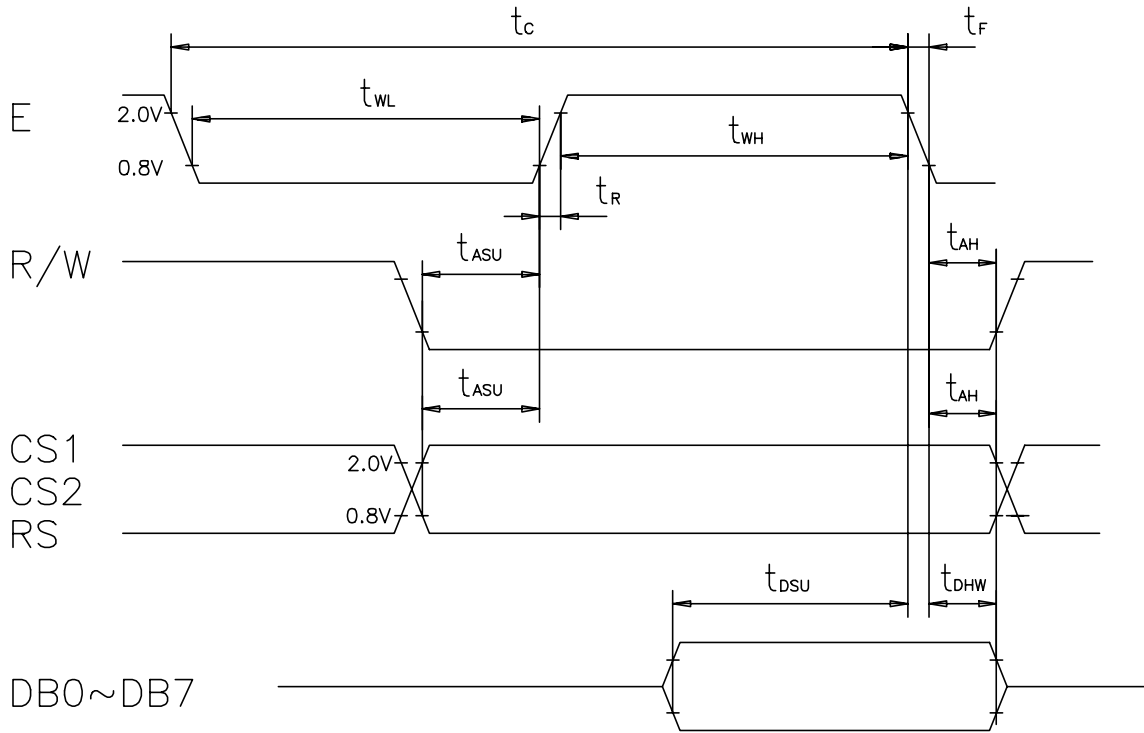 tC
tF
tWL
E
2.0V
tWH
0.8V
tR
R/W
tASU
tAH
tASU
tAH
CS1
2.0V
CS2
0.8V
RS
tDSU
tDHW
DB0~DB7